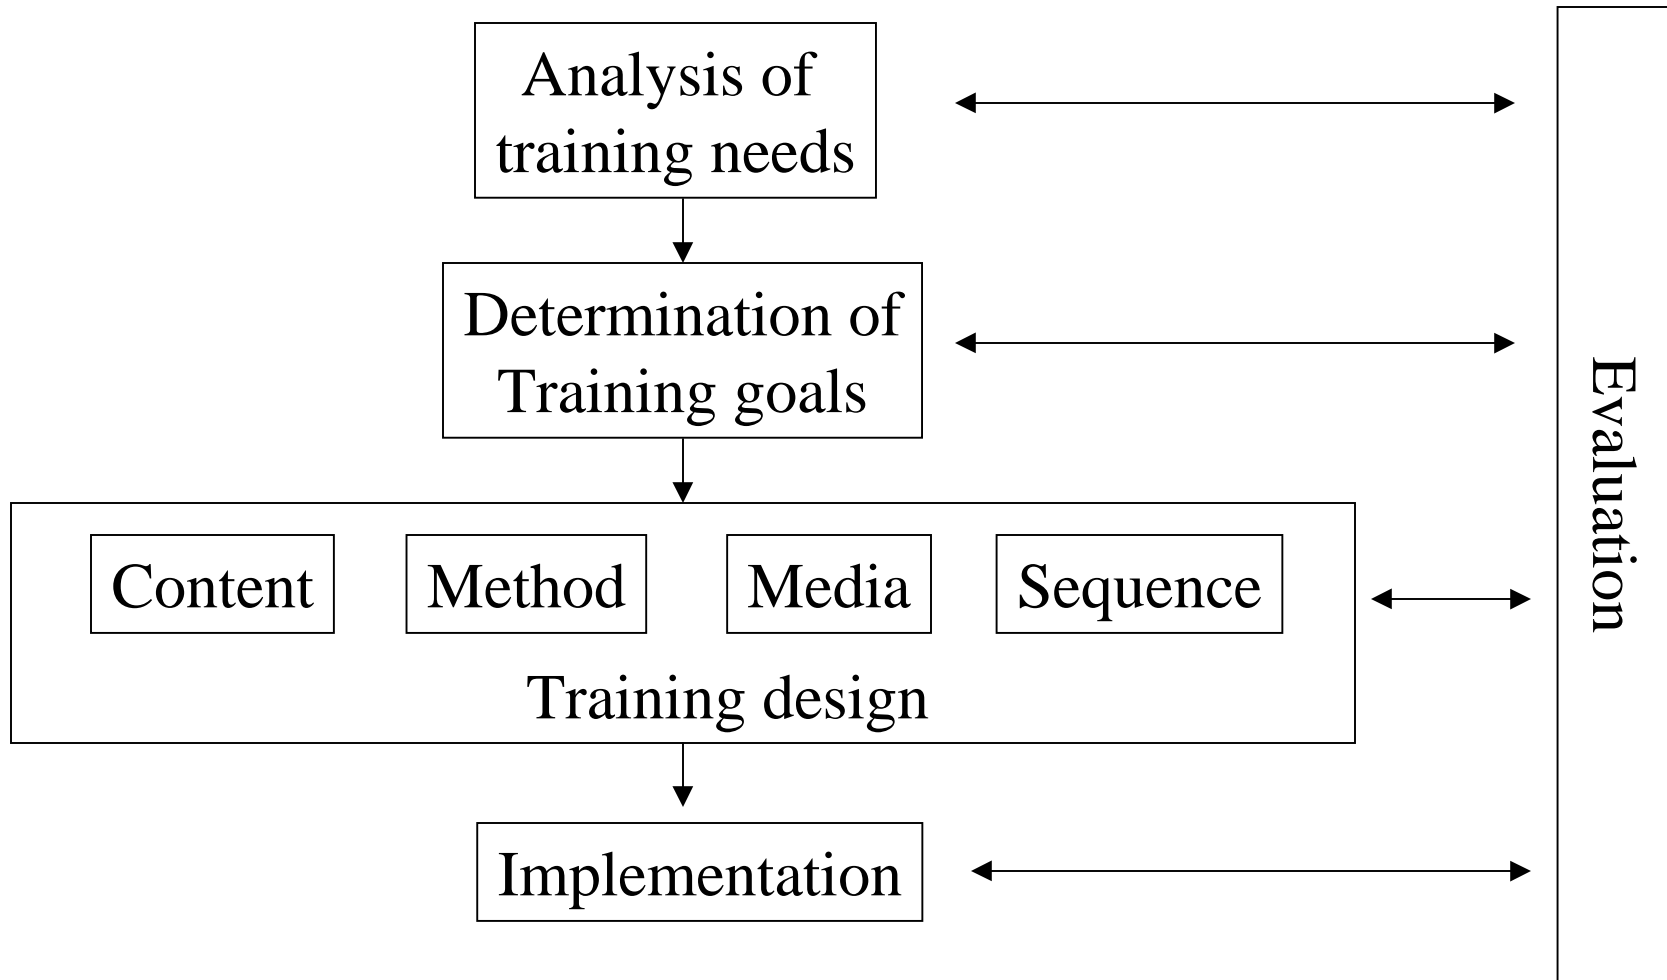 Analysis of
training needs
Determination of
Training goals
Content
Method
Media
Sequence
Training design
Implementation
Evaluation